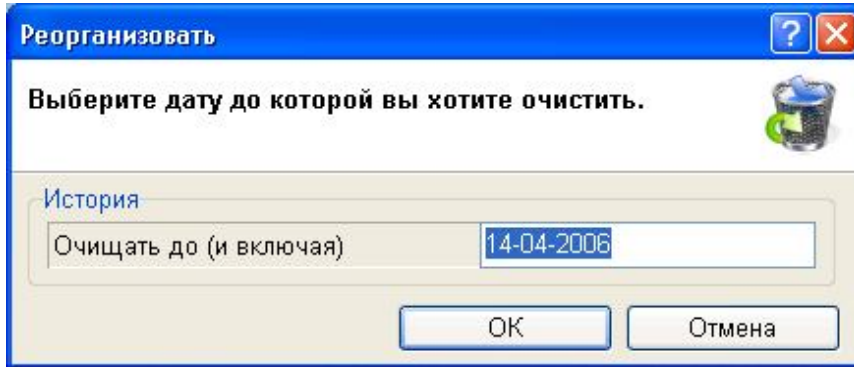 Реорганизовать
?
Выберите дату до которой вы хотите очистить.
История
Очищать до (и включая) 14-04-2006
OK Отмена